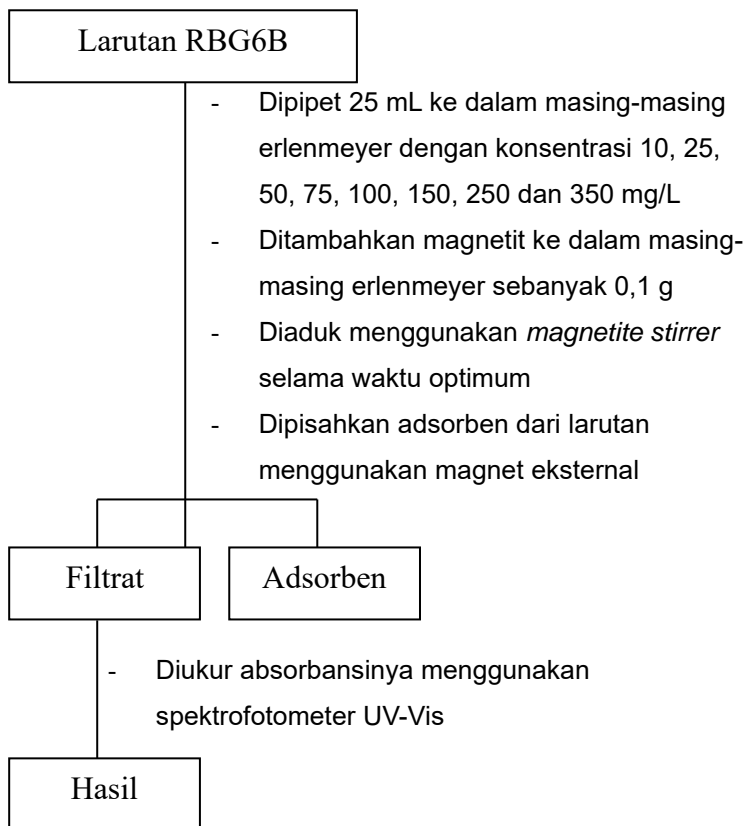 Larutan RBG6B
- Dipipet 25 mL ke dalam masing-masing
erlenmeyer dengan konsentrasi 10, 25,
50, 75, 100, 150, 250 dan 350 mg/L
- Ditambahkan magnetit ke dalam masing-
masing erlenmeyer sebanyak 0,1 g
- Diaduk menggunakan magnetite stirrer
selama waktu optimum
- Dipisahkan adsorben dari larutan
menggunakan magnet eksternal
Filtrat
Adsorben
- Diukur absorbansinya menggunakan
spektrofotometer UV-Vis
Hasil